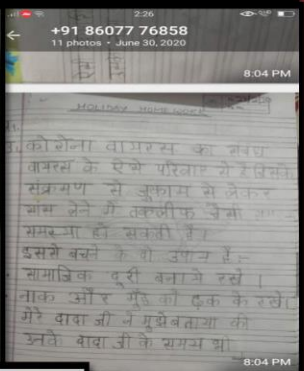 2:26
+91 86077 76858
11 photos • June 30, 2020
8:04 PM
HOLIDAY HOMEWORK
कोरोना वायरस का संबंध
वायरस के ऐसे परिवार से है जिसके
संक्रमण से जुकाम से लेकर
सांस लेने में तकलीफ जैसी
समस्या हो सकती है।
इससे बचने के दो उपाय है:-
सामाजिक दूरी बनाये रखे।
नाक और मुँह को ढक के रखें।
मेरे दादा जी ने मुझे बताया की
उनके दादा जी के समय भी
8:04 PM